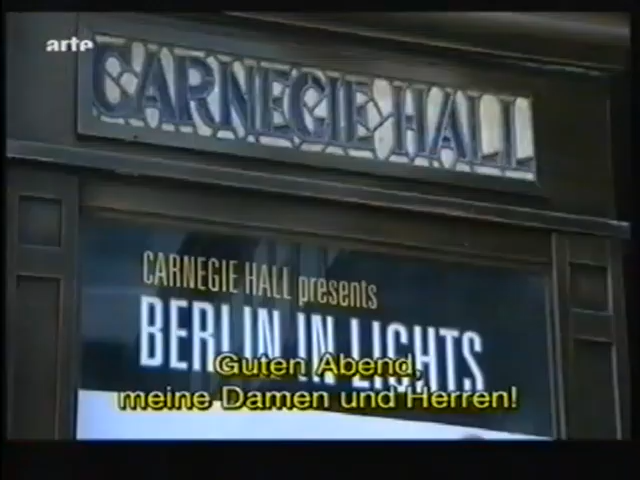 arte
CARNEGIE HALL
CARNEGIE HALL presents
BERLIN IN LIGHTS
Guten Abend,
meine Damen und Herren!